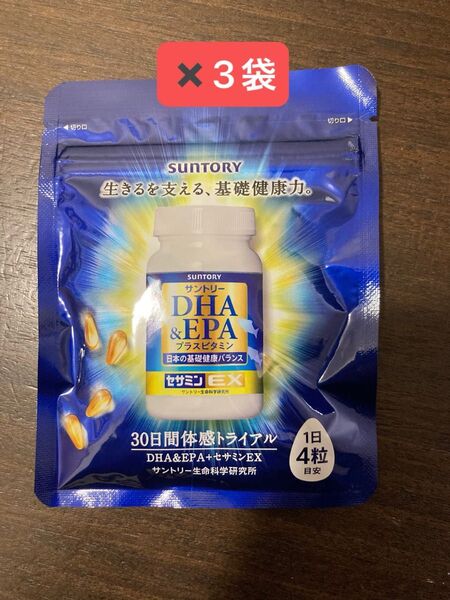 ✖️3袋
◀切り口
切り口▶
SUNTORY
生きるを支える、基礎健康力。
SUNTORY
サントリー
DHA
&EPA
プラスビタミン
日本の基礎健康バランス
セサミンEX
サントリー生命科学研究所
30日間体感トライアル
DHA&EPA+セサミンEX
サントリー生命科学研究所
1日
4粒
目安